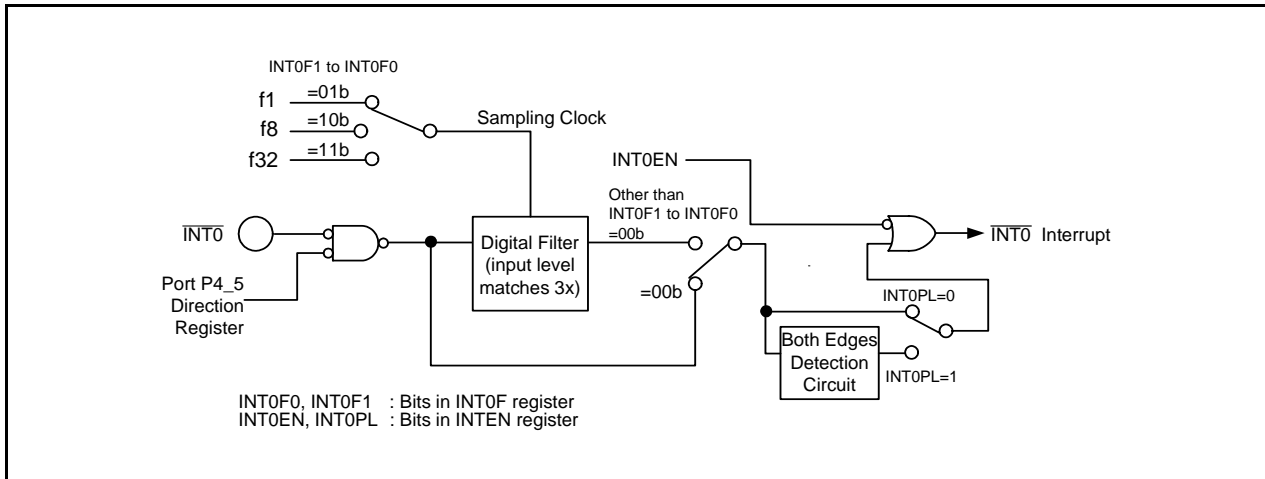 INT0F1 to INT0F0
f1 =01b
f8 =10b
f32 =11b
Sampling Clock
INT0EN
Other than
INT0F1 to INT0F0
=00b
INT0
Digital Filter
(input level
matches 3x)
=00b
INT0 Interrupt
Port P4_5
Direction
Register
INT0PL=0
Both Edges
Detection
Circuit
INT0PL=1
INT0F0, INT0F1 : Bits in INT0F register
INT0EN, INT0PL : Bits in INTEN register